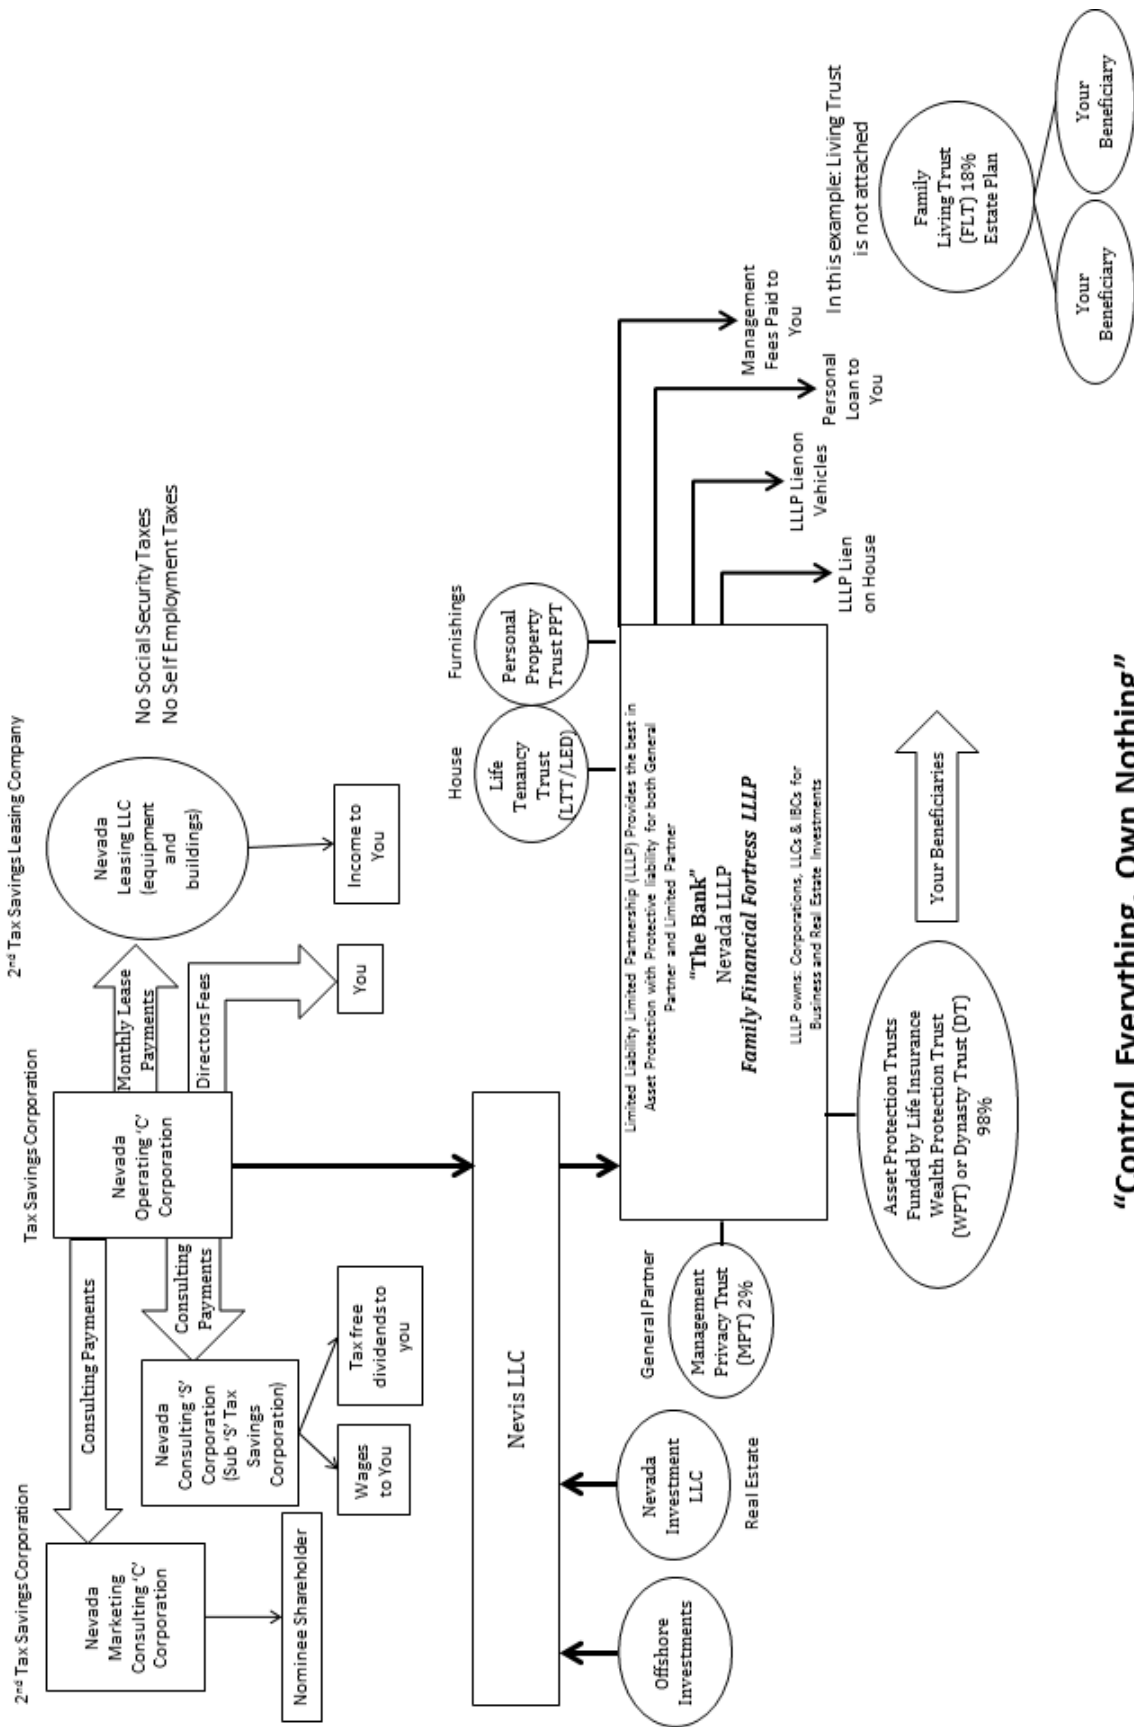 2nd Tax Savings Corporation
Tax Savings Corporation
2nd Tax Savings Leasing Company
Nevada
Marketing
Consulting 'C'
Corporation
Consulting Payments
Nevada
Operating 'C'
Corporation
Monthly Lease
Payments
Nevada
Leasing LLC
(equipment
and
buildings)
No Social Security Taxes
No Self Employment Taxes
Consulting
Payments
Directors Fees
Nevada
Consulting 'S'
Corporation
(Sub 'S' Tax
Savings
Corporation)
Nominee Shareholder
Wages
to You
Tax free
dividends to
you
You
Income to
You
Nevis LLC
House
Furnishings
Life
Tenancy
Trust
(LTT/LED)
Personal
Property
Trust PPT
Offshore
Investments
Nevada
Investment
LLC
Real Estate
General Partner
Management
Privacy Trust
(MPT) 2%
Limited Liability Limited Partnership (LLLP) Provides the best in
Asset Protection with Protective liability for both General
Partner and Limited Partner
"The Bank"
Nevada LLLP
Family Financial Fortress LLLP
LLLP owns: Corporations, LLCs & IBCs for
Business and Real Estate Investments
LLLP Lien
on House
LLLP Lien on
Vehicles
Personal
Loan to
You
Management
Fees Paid to
You
In this example: Living Trust
is not attached
Family
Living Trust
(FLT) 18%
Estate Plan
Your
Beneficiary
Your
Beneficiary
Asset Protection Trusts
Funded by Life Insurance
Wealth Protection Trust
(WPT) or Dynasty Trust (DT)
98%
Your Beneficiaries
"Control Everything, Own Nothing"